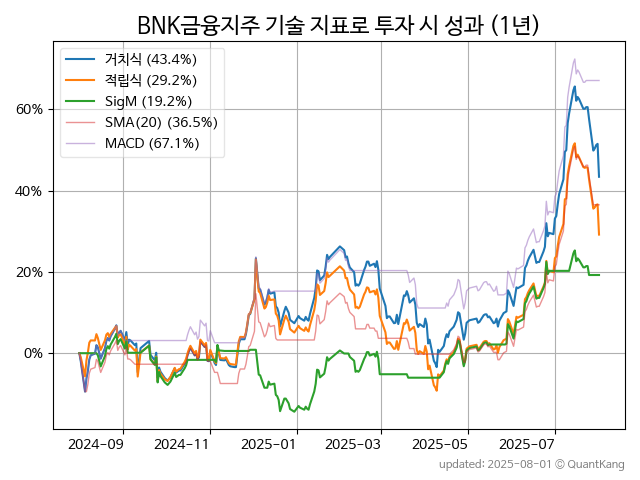 BNK금융지주 기술 지표로 투자 시 성과 (1년)
거치식 (43.4%)
적립식 (29.2%)
SigM (19.2%)
SMA(20) (36.5%)
MACD (67.1%)
60%
40%
20%
0%
2024−09 2024−11 2025−01 2025−03 2025−05 2025−07
updated: 2025-08-01 © QuantKang